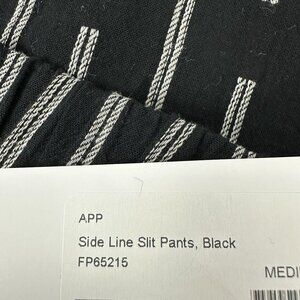 APP
Side Line Slit Pants, Black
FP65215
MEDI